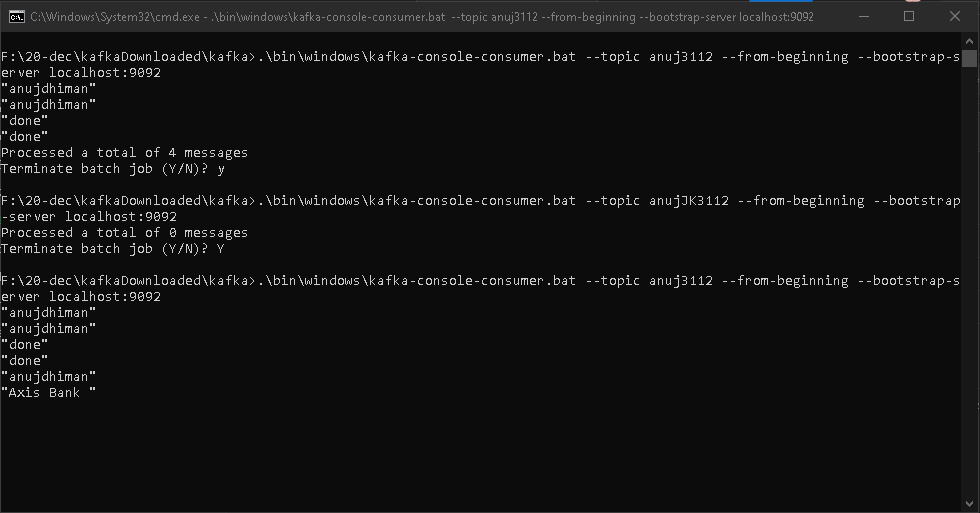 C:\Windows\System32\cmd.exe - .\bin\windows\kafka-console-consumer.bat --topic anuj3112 --from-beginning --bootstrap-server localhost:9092
F:\20-dec\kafkaDownloaded\kafka>.\bin\windows\kafka-console-consumer.bat --topic anuj3112 --from-beginning --bootstrap-s
erver localhost:9092
"anujdhiman"
"anujdhiman"
"done"
"done"
Processed a total of 4 messages
Terminate batch job (Y/N)? y
F:\20-dec\kafkaDownloaded\kafka>.\bin\windows\kafka-console-consumer.bat --topic anujJK3112 --from-beginning --bootstrap
-server localhost:9092
Processed a total of 0 messages
Terminate batch job (Y/N)? Y
F:\20-dec\kafkaDownloaded\kafka>.\bin\windows\kafka-console-consumer.bat --topic anuj3112 --from-beginning --bootstrap-s
erver localhost:9092
"anujdhiman"
"anujdhiman"
"done"
"done"
"anujdhiman"
"Axis Bank "